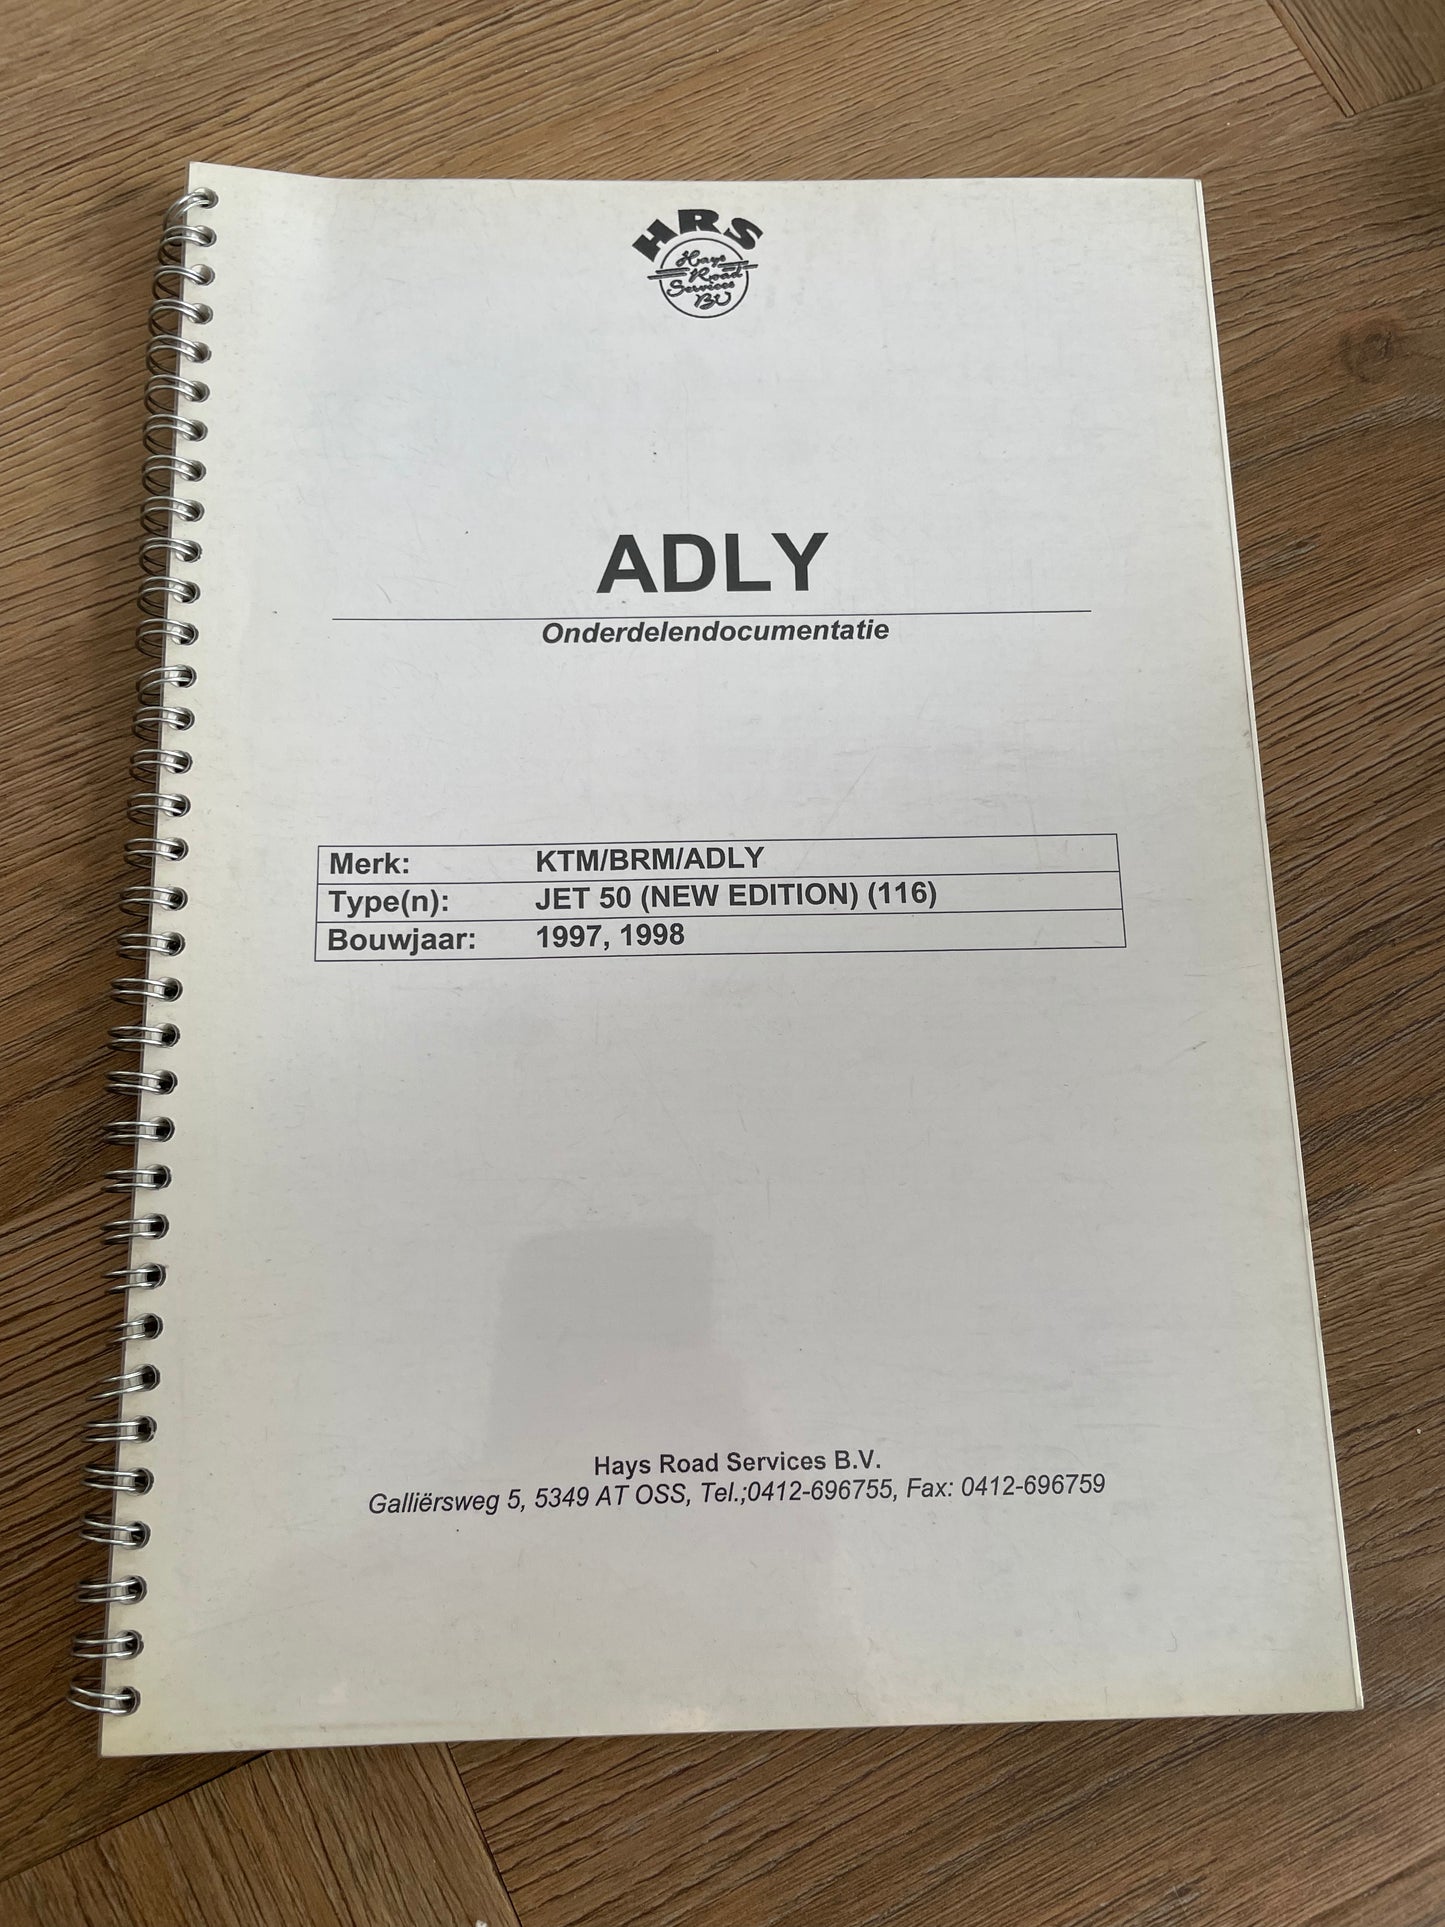 HRS
Hays
Road
Services
BV
ADLY
Onderdelendocumentatie
Merk: KTM/BRM/ADLY
Type(n): JET 50 (NEW EDITION) (116)
Bouwjaar: 1997, 1998
Hays Road Services B.V.
Galliërsweg 5, 5349 AT OSS, Tel.;0412-696755, Fax: 0412-696759